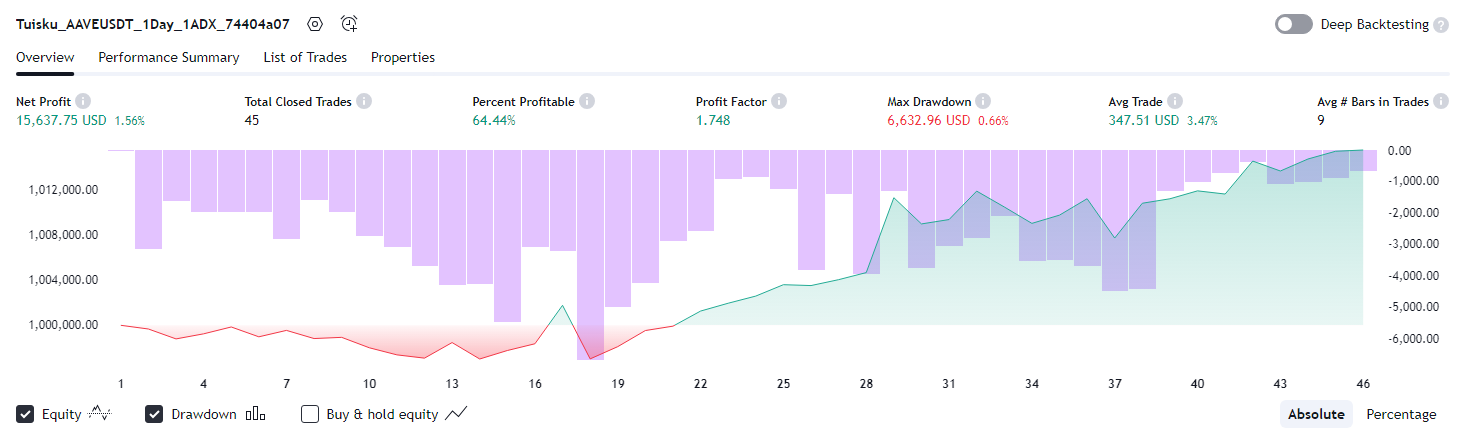 Tuisku_AAVEUSDT_1Day_1ADX_74404a07
Deep Backtesting
Overview Performance Summary List of Trades Properties
Net Profit Total Closed Trades Percent Profitable Profit Factor Max Drawdown Avg Trade Avg # Bars in Trades
15,637.75 USD 1.56% 45 64.44% 1.748 6,632.96 USD 0.66% 347.51 USD 3.47% 9
0.00
1,012,000.00 -1,000.00
-2,000.00
1,008,000.00 -3,000.00
1,004,000.00 -4,000.00
-5,000.00
1,000,000.00
-6,000.00
1 4 7 10 13 16 19 22 25 28 31 34 37 40 43 46
Equity Drawdown Buy & hold equity Absolute Percentage